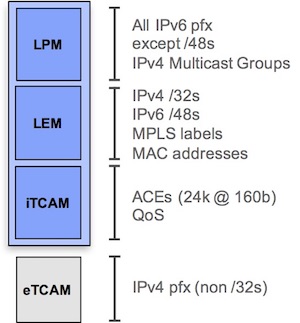 LPM
All IPv6 pfx
except /48s
IPv4 Multicast Groups
LEM
IPv4 /32s
IPv6 /48s
MPLS labels
MAC addresses
iTCAM
ACEs (24k @ 160b)
QoS
eTCAM
IPv4 pfx (non /32s)